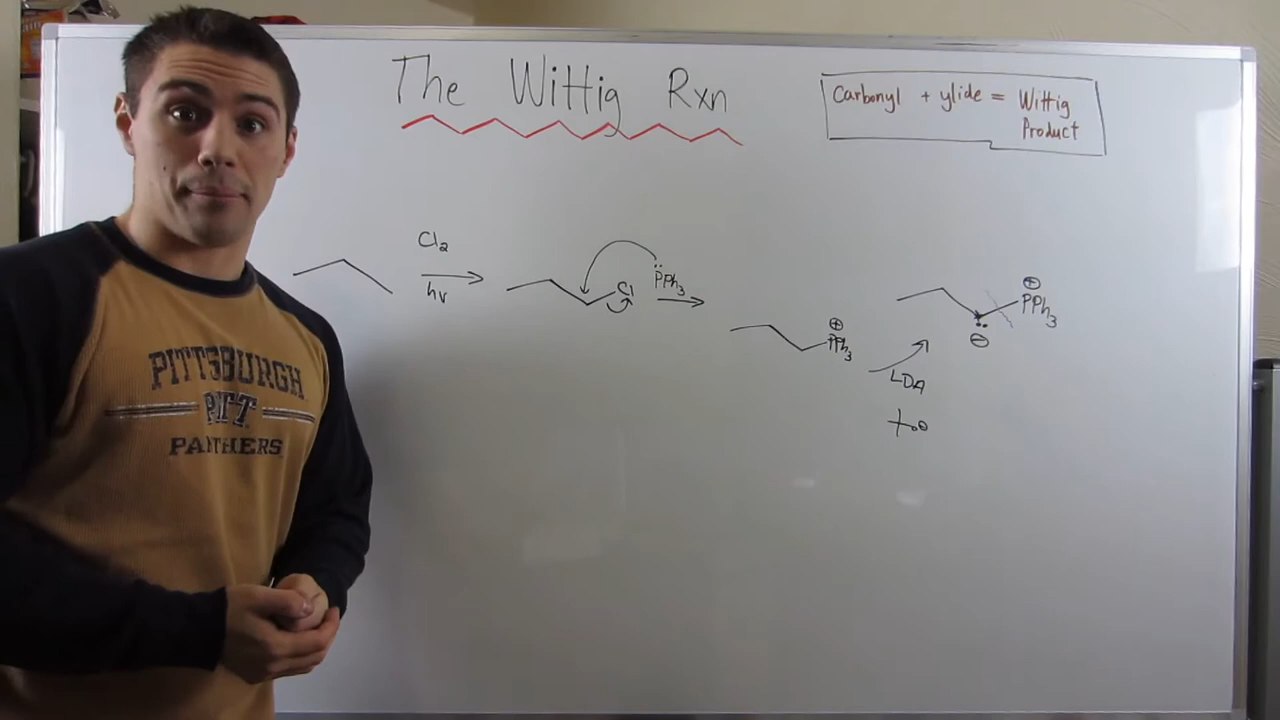 The Wittig Rxn
Carbonyl + ylide = Wittig
Product
Cl₂
hν
Cl
:PPh₃
⊕
PPh₃
LDA
O⊖
⊕
PPh₃
⊖
PITTSBURGH
PITT
PANTHERS